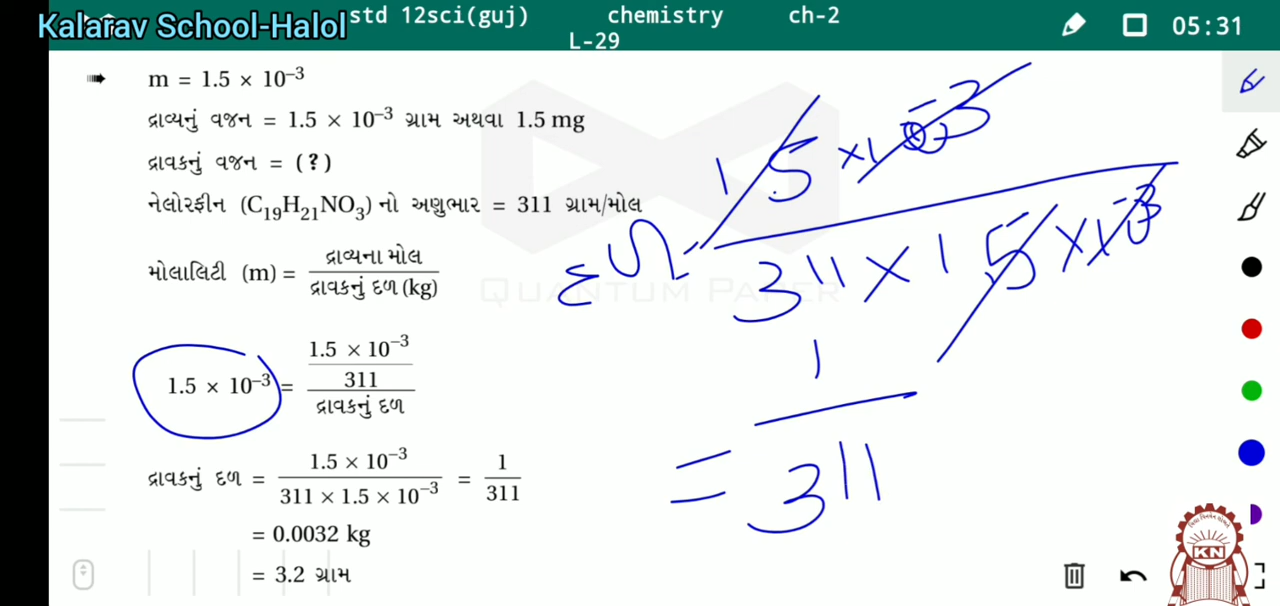 Kalarav School-Halol
std 12sci(guj) chemistry ch-2
L-29
05:31
m = 1.5 × 10⁻³
દ્રાવ્યનું વજન = 1.5 × 10⁻³ ગ્રામ અથવા 1.5 mg
દ્રાવકનું વજન = (?)
નેલોરફીન (C₁₉H₂₁NO₃) નો અણુભાર = 311 ગ્રામ/મોલ
મોલાલિટી (m) = દ્રાવ્યના મોલ / દ્રાવકનું દળ (kg)
1.5 × 10⁻³ = (1.5 × 10⁻³ / 311) / દ્રાવકનું દળ
દ્રાવકનું દળ = 1.5 × 10⁻³ / 311 × 1.5 × 10⁻³ = 1 / 311
= 0.0032 kg
= 3.2 ગ્રામ
QUANTUM PAPER
દળ = 1.5 × 10⁻³ / 311 × 1.5 × 10⁻³
= 1 / 311
KN